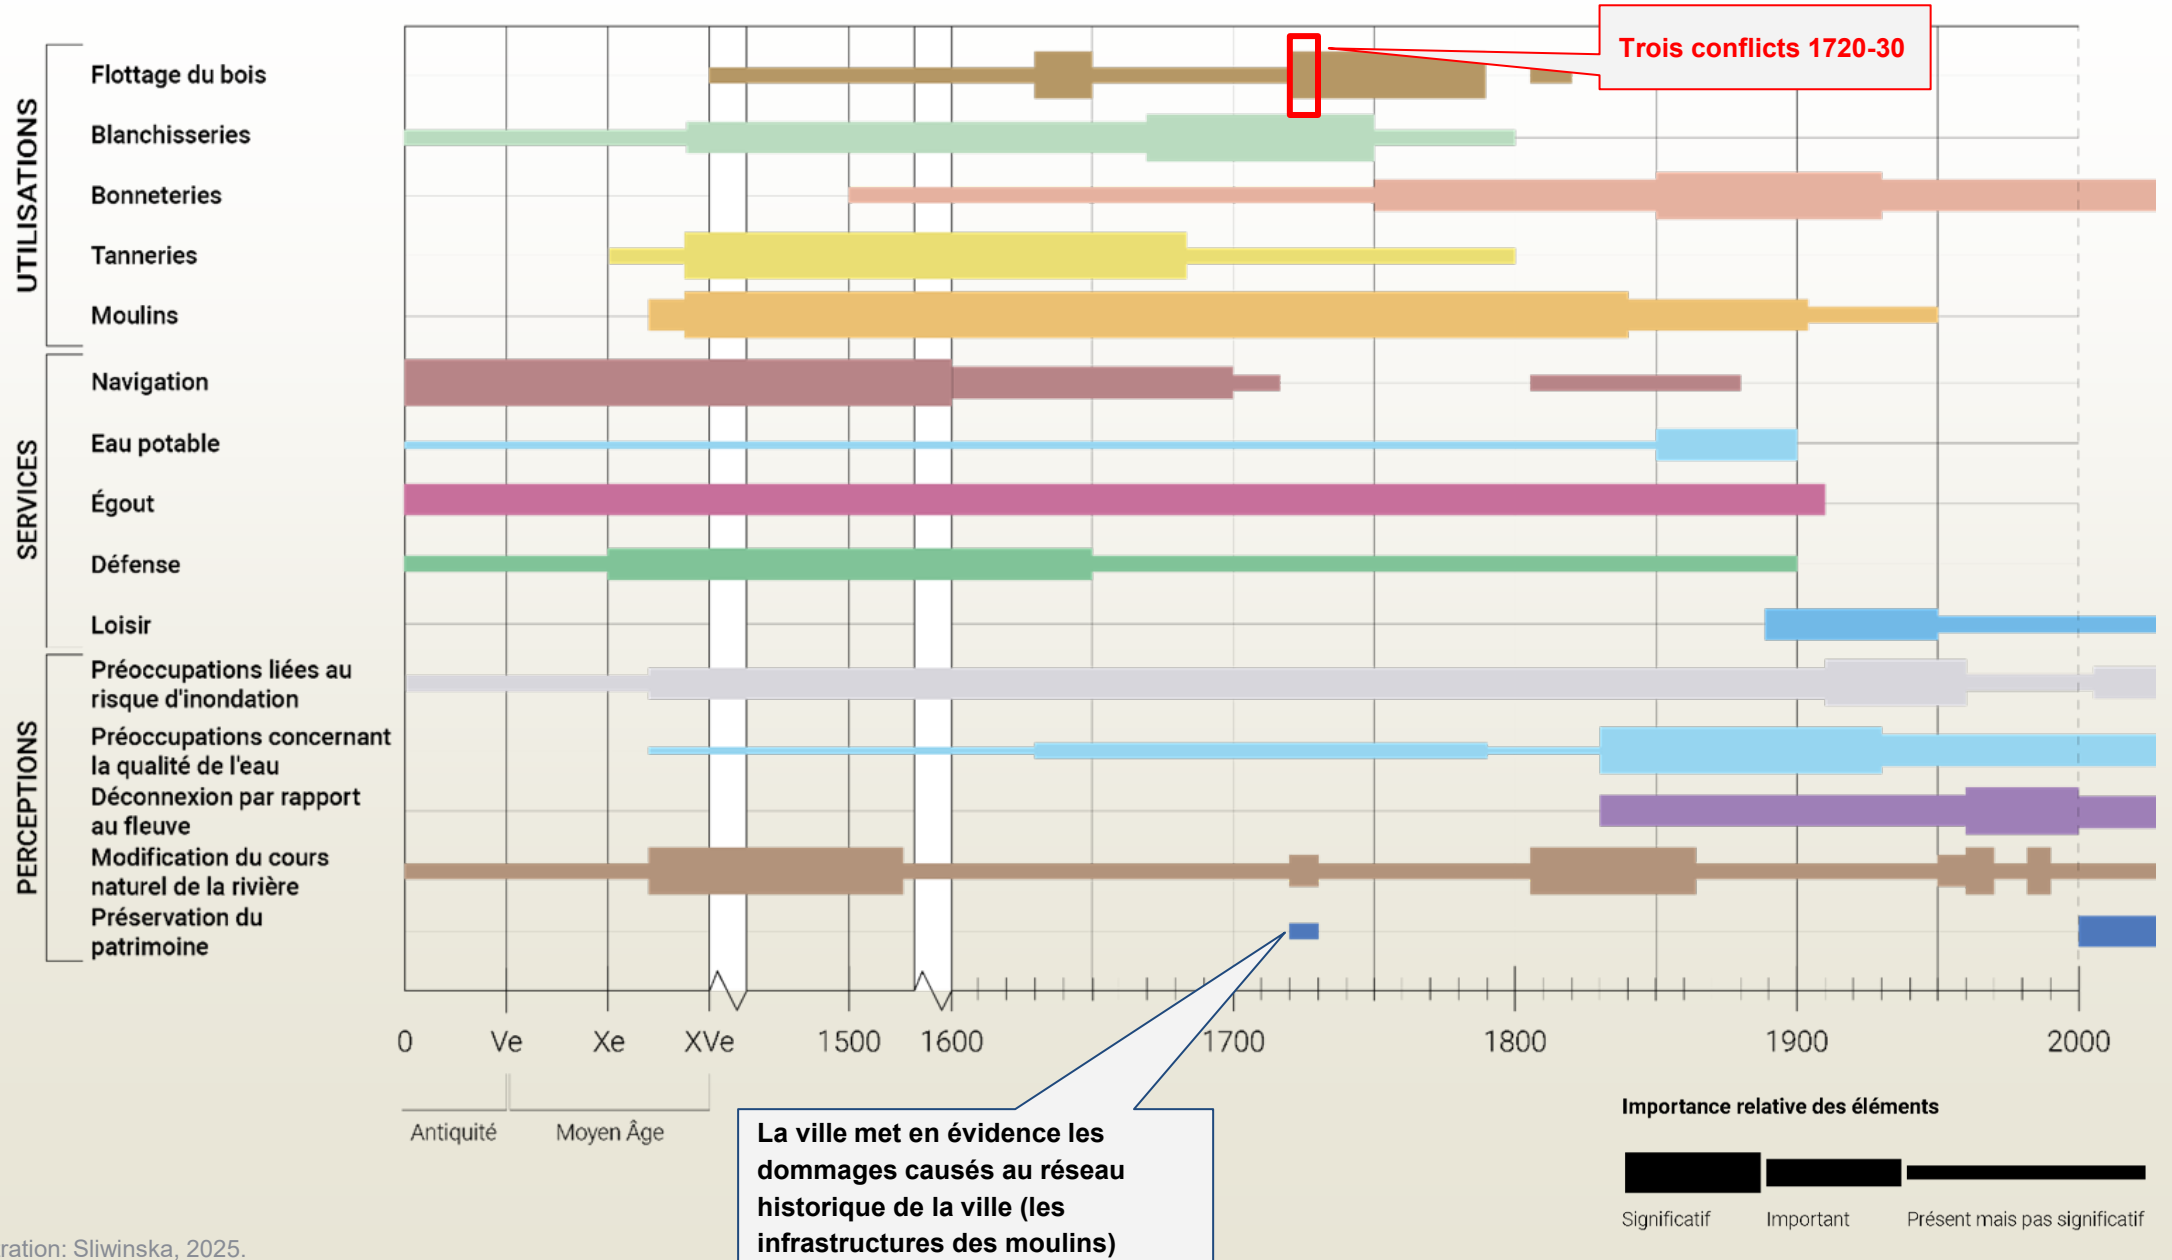 Trois conflicts 1720-30
UTILISATIONS
Flottage du bois
Blanchisseries
Bonneteries
Tanneries
Moulins
SERVICES
Navigation
Eau potable
Égout
Défense
Loisir
PERCEPTIONS
Préoccupations liées au
risque d'inondation
Préoccupations concernant
la qualité de l'eau
Déconnexion par rapport
au fleuve
Modification du cours
naturel de la rivière
Préservation du
patrimoine
0 Ve Xe XVe 1500 1600 1700 1800 1900 2000
Antiquité Moyen Âge
La ville met en évidence les
dommages causés au réseau
historique de la ville (les
infrastructures des moulins)
Importance relative des éléments
Significatif Important Présent mais pas significatif
ration: Sliwinska, 2025.